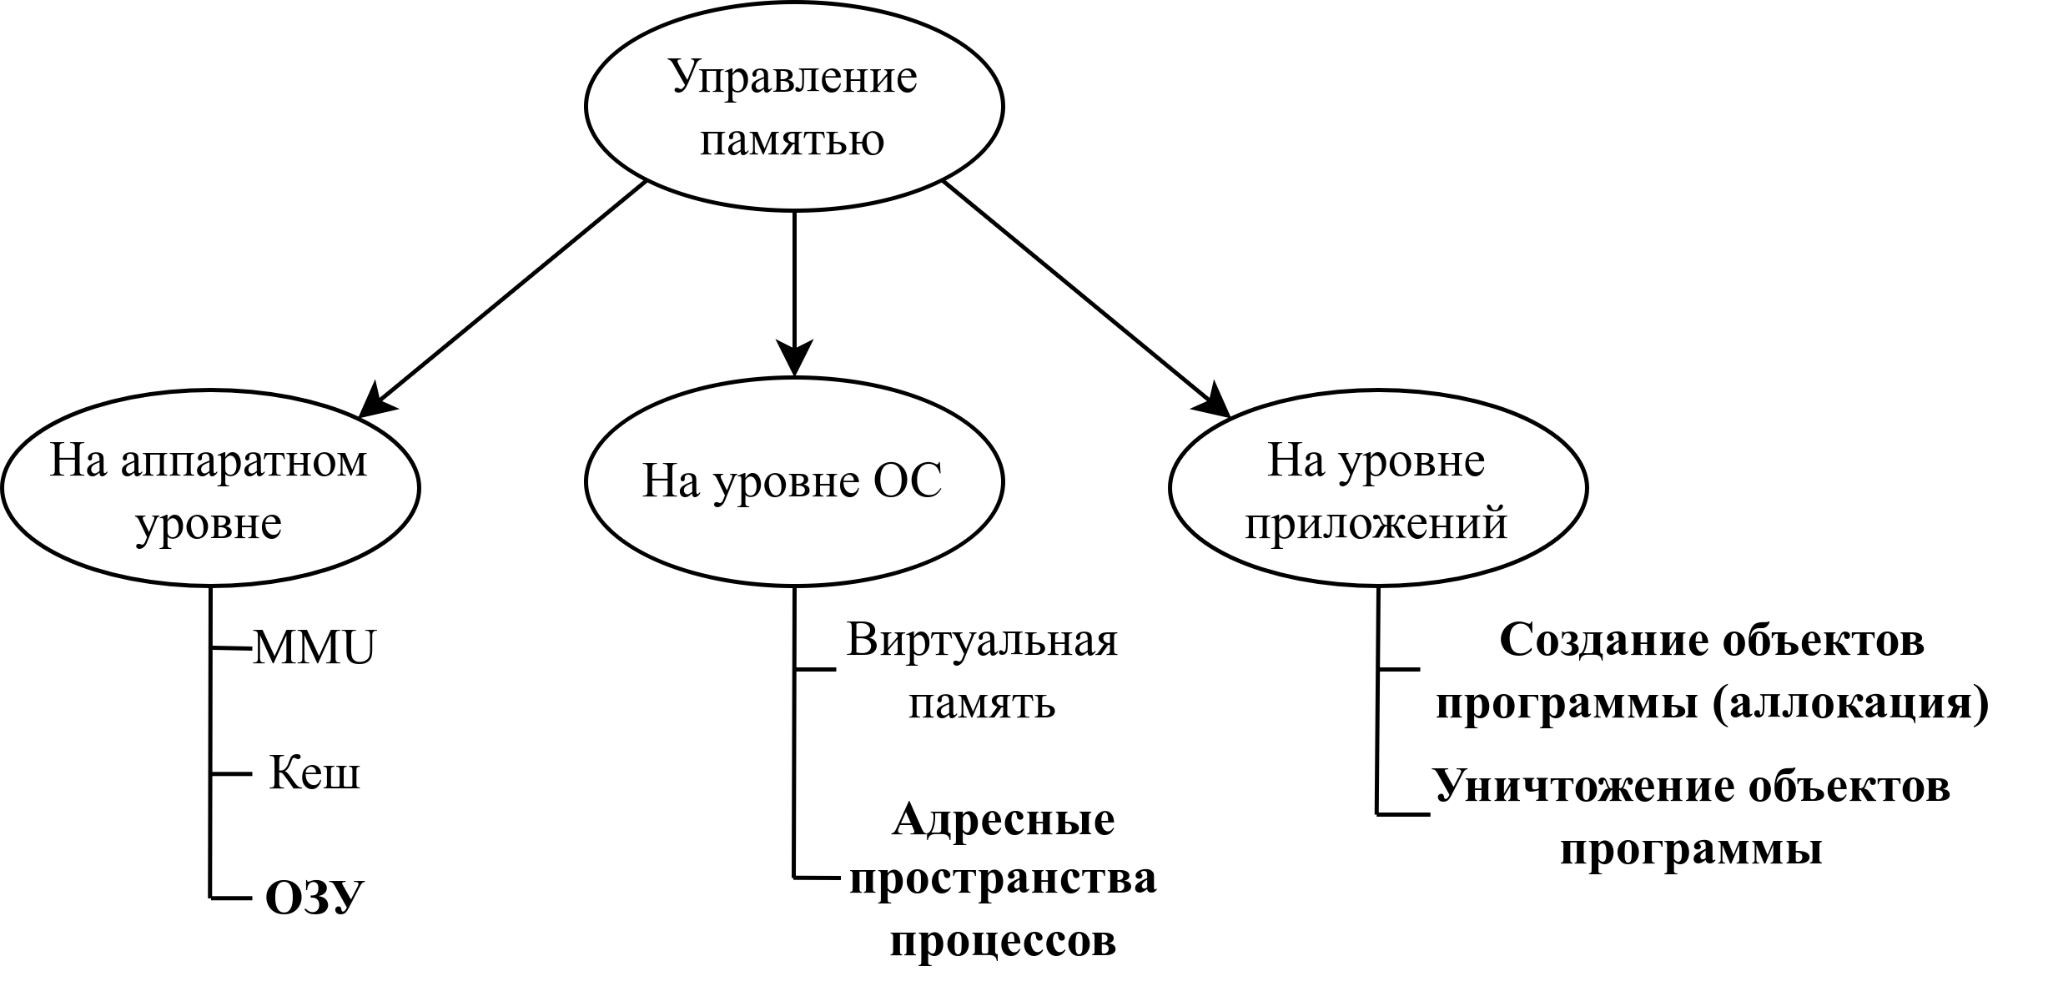 Управление
памятью
На аппаратном
уровне
MMU
Кеш
ОЗУ
На уровне ОС
Виртуальная
память
Адресные
пространства
процессов
На уровне
приложений
Создание объектов
программы (аллокация)
Уничтожение объектов
программы